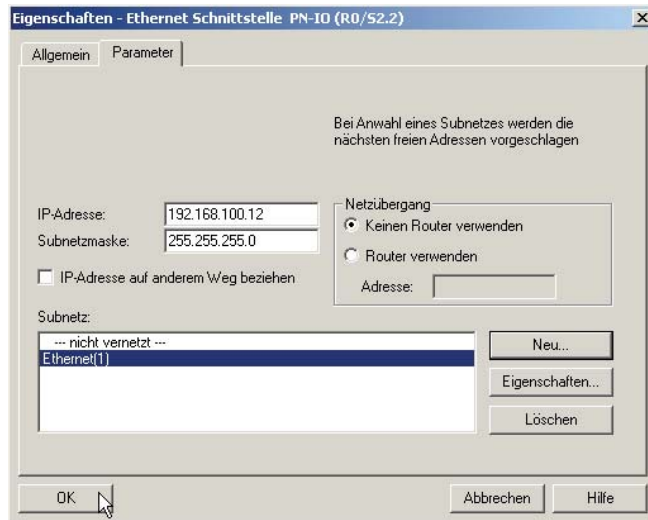 Eigenschaften - Ethernet Schnittstelle PN-IO (R0/S2.2)
Allgemein
Parameter
Bei Anwahl eines Subnetzes werden die
nächsten freien Adressen vorgeschlagen
IP-Adresse:
192.168.100.12
Subnetzmaske:
255.255.255.0
IP-Adresse auf anderem Weg beziehen
Netzübergang
Keinen Router verwenden
Router verwenden
Adresse:
Subnetz:
--- nicht vernetzt ---
Ethernet(1)
Neu...
Eigenschaften...
Löschen
OK
Abbrechen
Hilfe